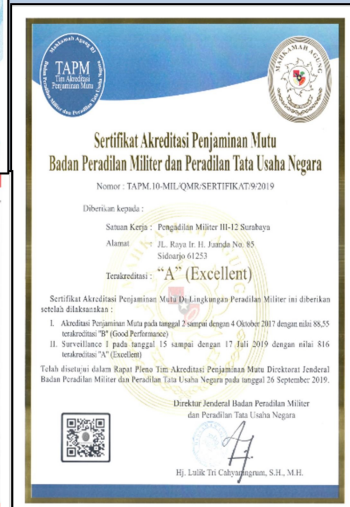 Mahkamah Agung RI
TAPM
Tim Akreditasi
Penjaminan Mutu
Badan Peradilan Militer dan Peradilan Tata Usaha Negara
MAHKAMAH AGUNG
Sertifikat Akreditasi Penjaminan Mutu
Badan Peradilan Militer dan Peradilan Tata Usaha Negara
Nomor : TAPM.10-MIL/QMR/SERTIFIKAT/9/2019
Diberikan kepada :
Satuan Kerja : Pengadilan Militer III-12 Surabaya
Alamat : JL. Raya Ir. H. Juanda No. 85
Sidoarjo 61253
Terakreditasi : “A” (Excellent)
Sertifikat Akreditasi Penjaminan Mutu Di Lingkungan Peradilan Militer ini diberikan
setelah dilaksanakan :
I. Akreditasi Penjaminan Mutu pada tanggal 2 sampai dengan 4 Oktober 2017 dengan nilai 88,55
terakreditasi "B" (Good Performance)
II. Surveillance I pada tanggal 15 sampai dengan 17 Juli 2019 dengan nilai 816
terakreditasi "A" (Excellent)
Telah disetujui dalam Rapat Pleno Tim Akreditasi Penjaminan Mutu Direktorat Jenderal
Badan Peradilan Militer dan Peradilan Tata Usaha Negara pada tanggal 26 September 2019.
Direktur Jenderal Badan Peradilan Militer
dan Peradilan Tata Usaha Negara
Hj. Lulik Tri Cahyaningrum, S.H., M.H.